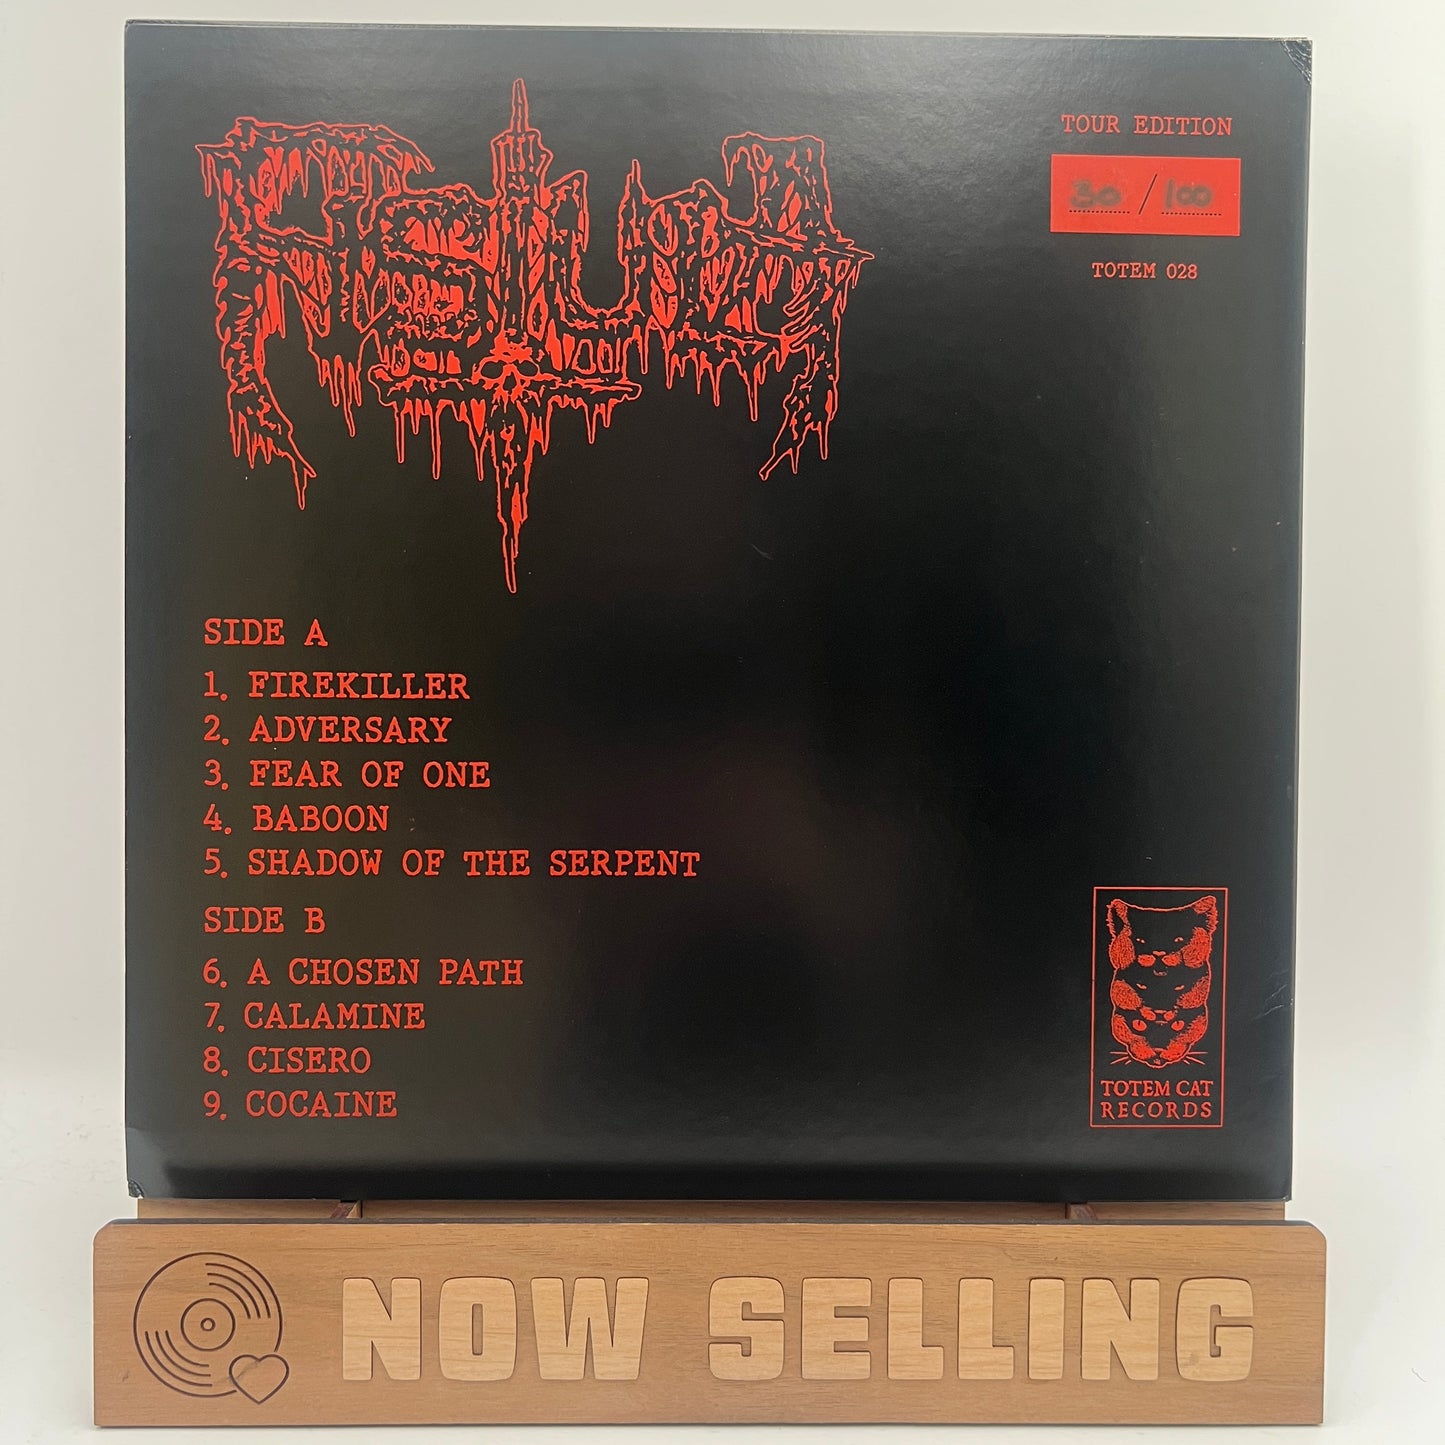 FISTULA
TOUR EDITION
30 / 100
TOTEM 028
SIDE A
1. FIREKILLER
2. ADVERSARY
3. FEAR OF ONE
4. BABOON
5. SHADOW OF THE SERPENT
SIDE B
6. A CHOSEN PATH
7. CALAMINE
8. CISERO
9. COCAINE
TOTEM CAT
RECORDS
NOW SELLING